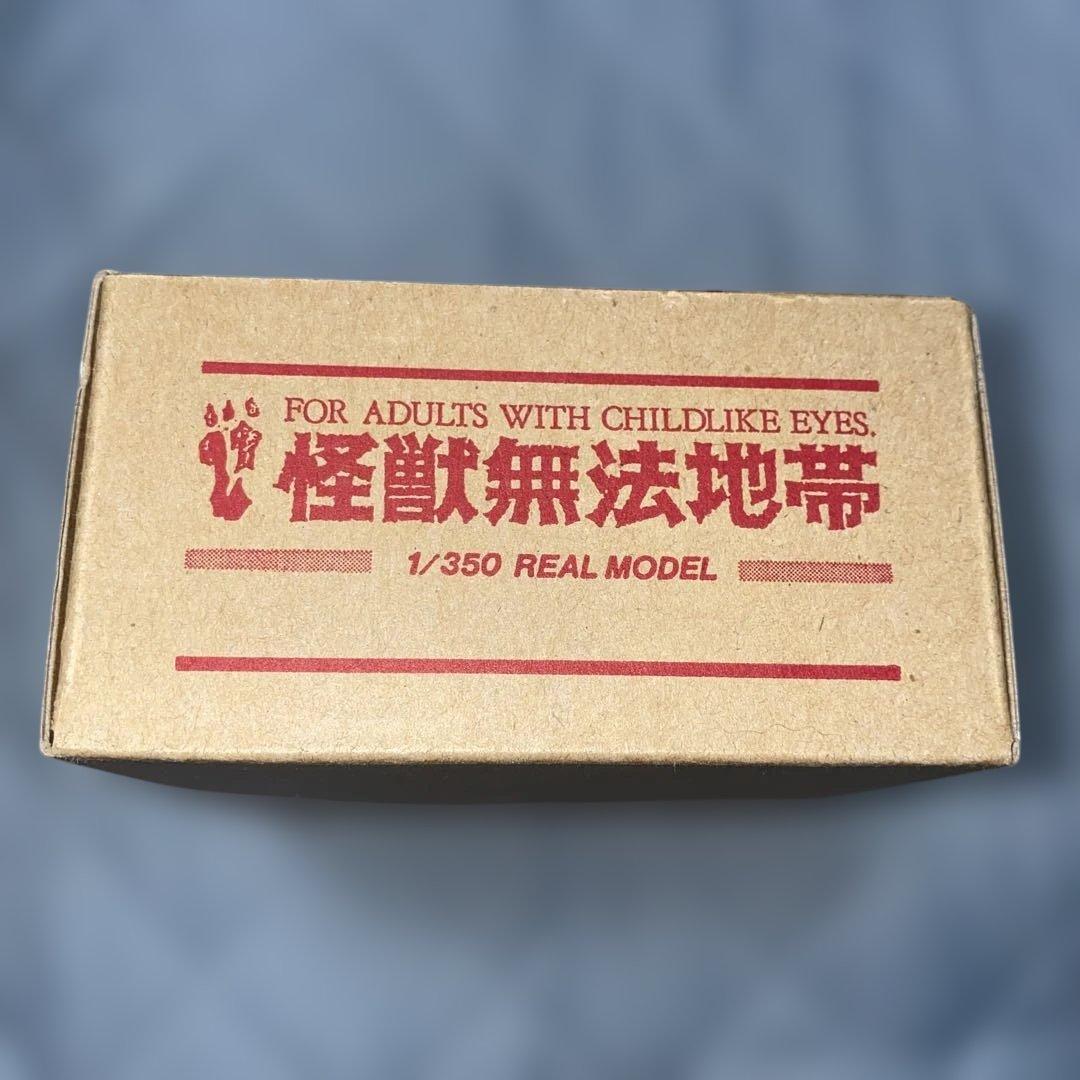 FOR ADULTS WITH CHILDLIKE EYES.
怪獣無法地帯
1/350 REAL MODEL